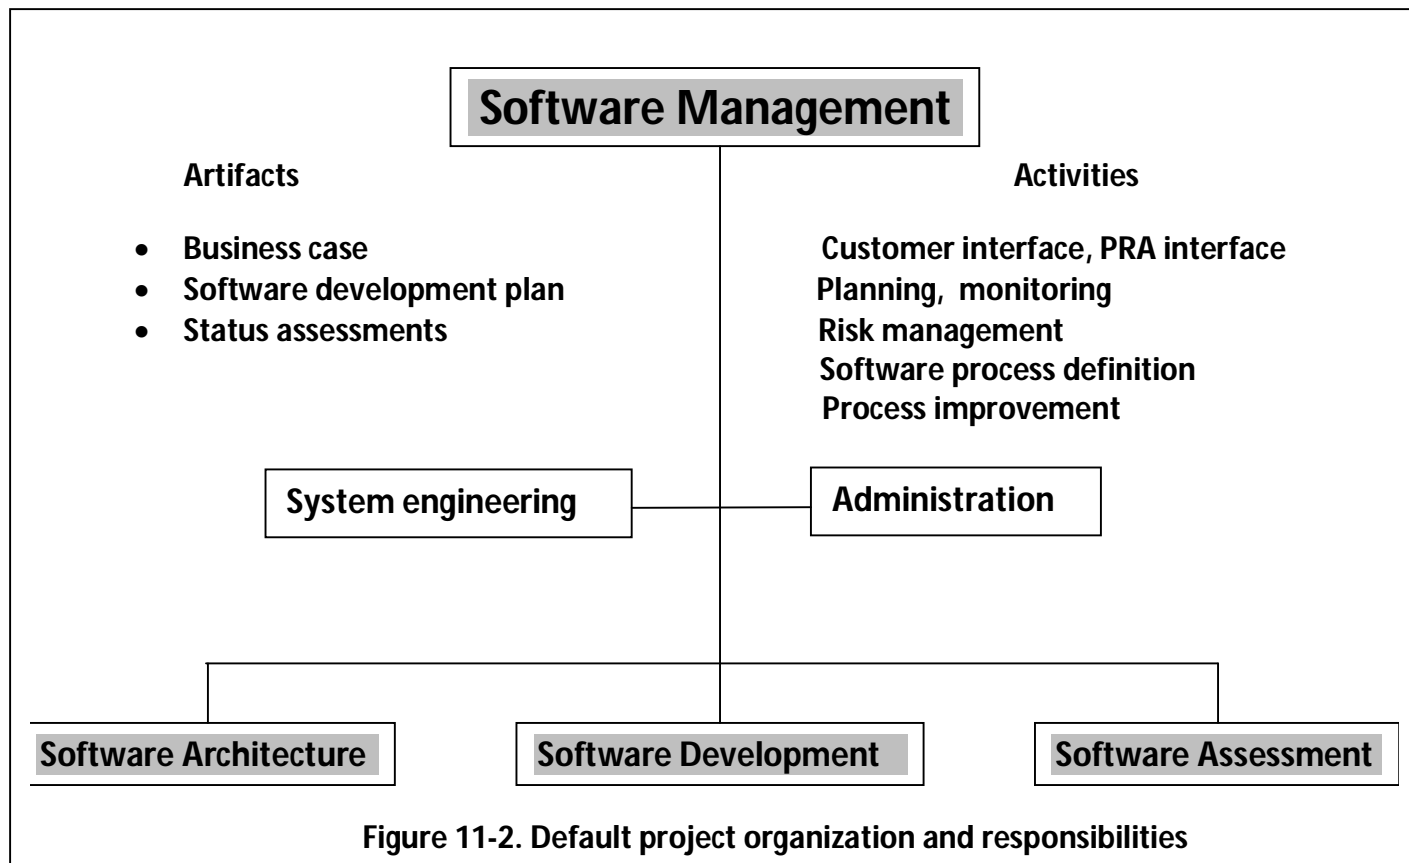 Software Management
Artifacts
• Business case
• Software development plan
• Status assessments
Activities
Customer interface, PRA interface
Planning, monitoring
Risk management
Software process definition
Process improvement
System engineering
Administration
Software Architecture
Software Development
Software Assessment
Figure 11-2. Default project organization and responsibilities